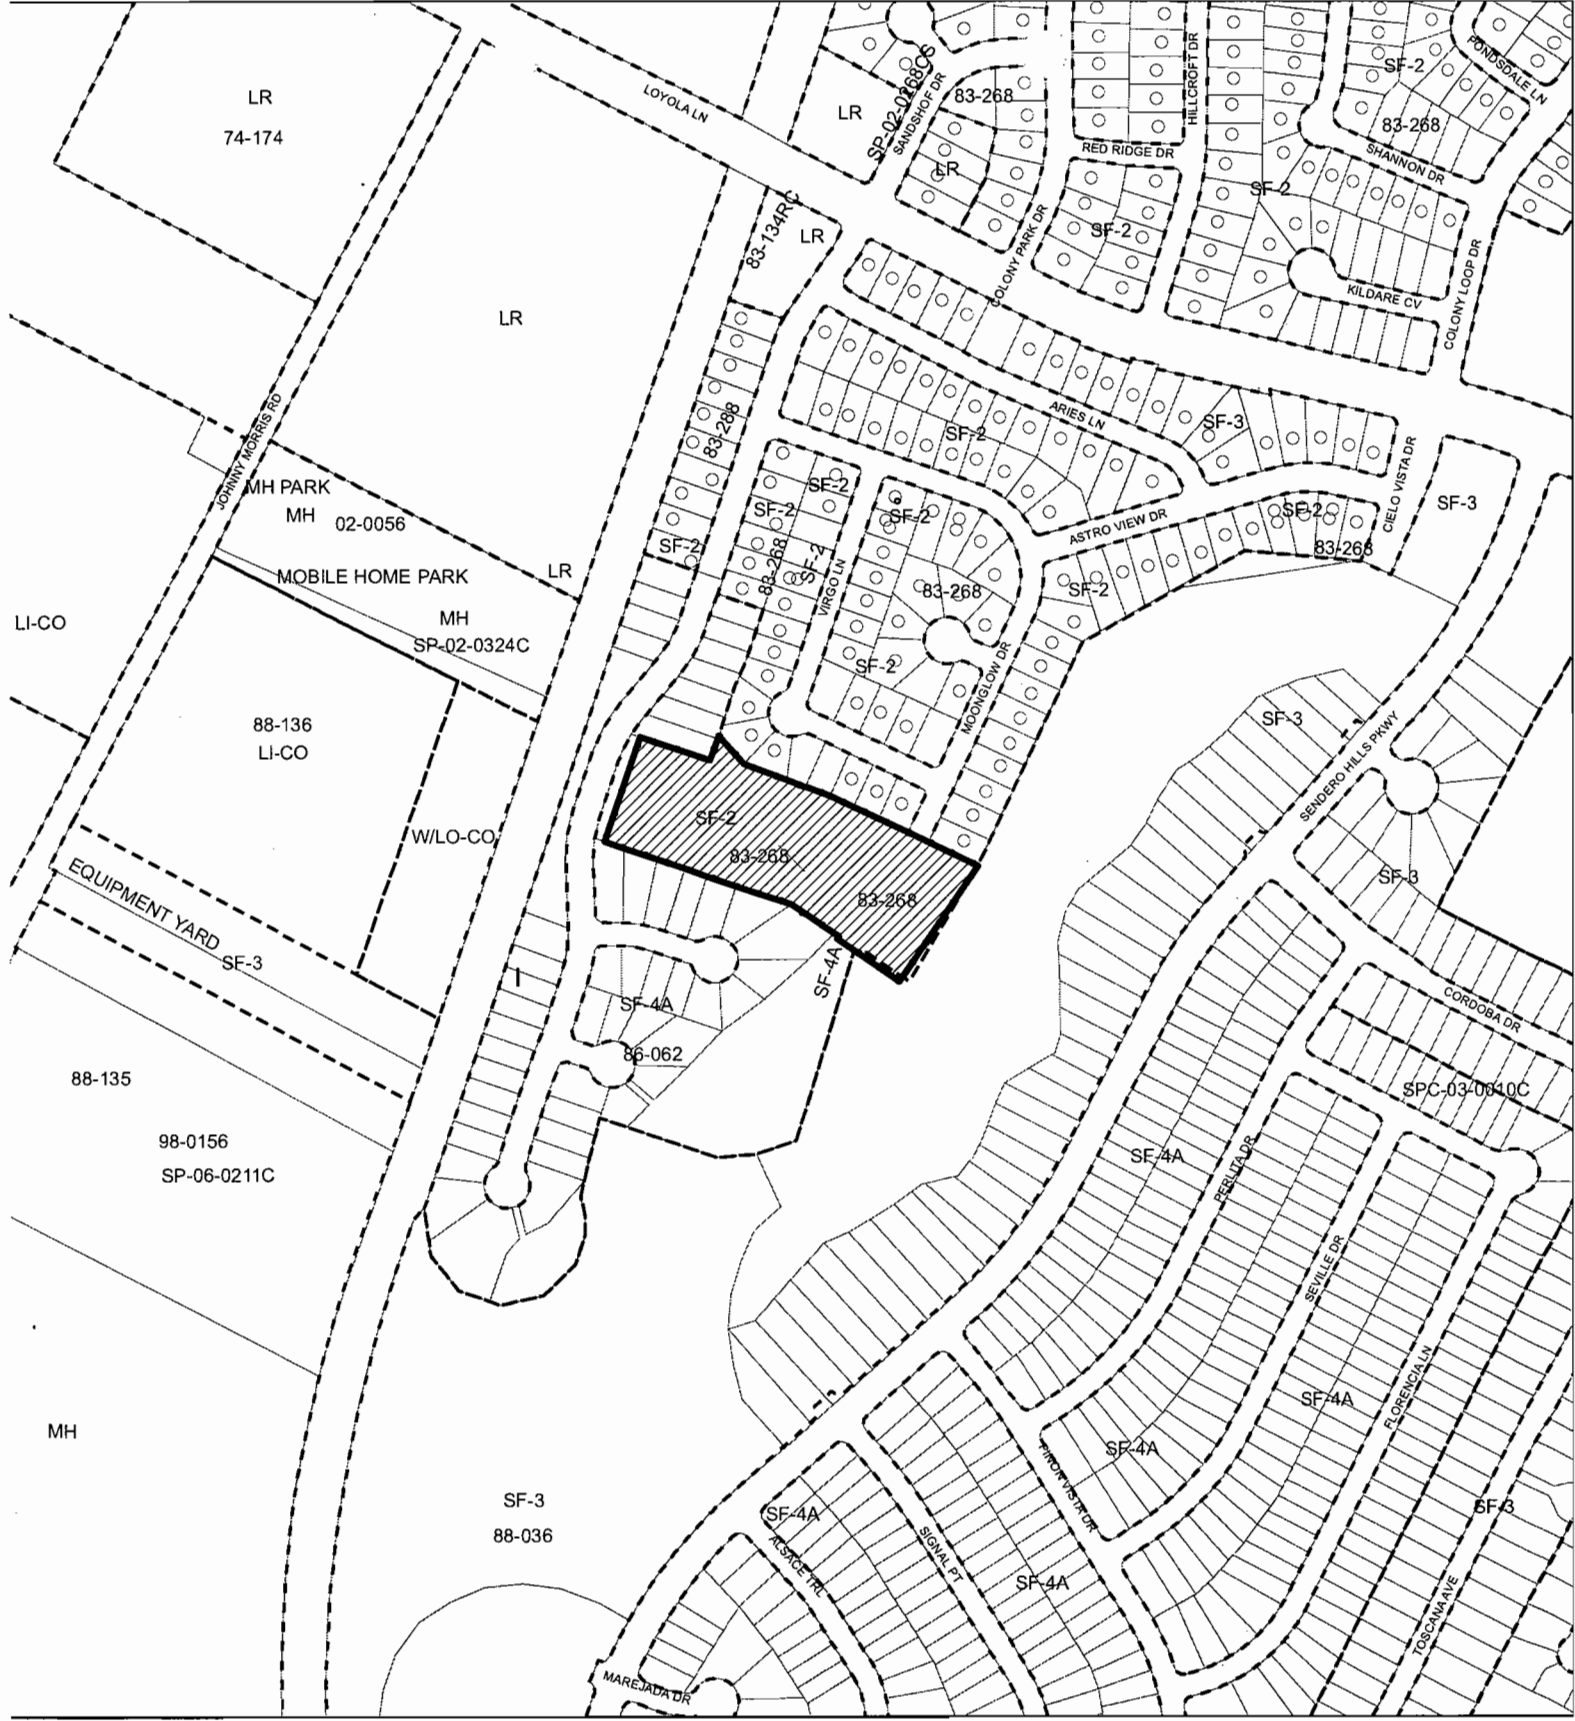 LR
74-174
LOYOLA LN
LR
SP-02-0268CS
SANDSHOF DR
83-268
LR
RED RIDGE DR
HILLCROFT DR
SF-2
PONDSDALE LN
83-268
SHANNON DR
SF-2
SF-2
COLONY PARK DR
KILDARE CV
COLONY LOOP DR
83-134RC
LR
LR
JOHNNY MORRIS RD
83-288
ARIES LN
SF-3
SF-2
CIELO VISTA DR
SF-3
MH PARK
MH
02-0056
SF-2
SF-2
SF-2
ASTRO VIEW DR
SF-2
83-268
SF-2
83-268
SF-2
VIRGO LN
83-268
SF-2
MOBILE HOME PARK
LR
MH
SP-02-0324C
LI-CO
SF-2
MOONGLOW DR
88-136
LI-CO
SF-3
SENDERO HILLS PKWY
W/LO-CO
SF-2
83-268
83-268
SF-3
EQUIPMENT YARD
SF-3
I
SF-4A
SF-4A
86-062
CORDOBA DR
SPC-03-0010C
88-135
98-0156
SP-06-0211C
SF-4A
PERLITA DR
SEVILLE DR
FLORENCIA LN
SF-4A
MH
SF-4A
PINON VISTA DR
SF-3
88-036
SF-4A
ALSACE TRL
SIGNAL PT
SF-4A
SF-3
TOSCANA AVE
MAREJADA DR